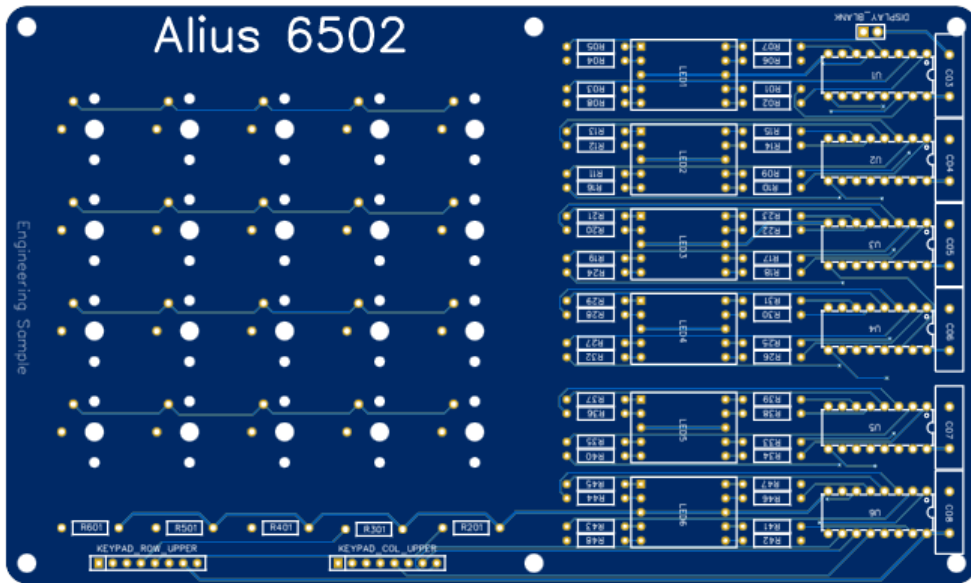 Alius 6502
DISPLAY_BLANK
R05
R04
LED1
R07
R06
U1
C03
R03
R08
R01
R02
R13
R12
LED2
R15
R14
U2
C04
R11
R16
R09
R10
R21
R20
LED3
R23
R22
U3
C05
R19
R24
R17
R18
Engineering Sample
R29
R28
LED4
R31
R30
U4
C06
R27
R32
R25
R26
R37
R36
LED5
R39
R38
U5
C07
R35
R40
R33
R34
R45
R44
LED6
R47
R46
U6
C08
R43
R48
R41
R42
R601
R501
R401
R301
R201
KEYPAD_ROW_UPPER
KEYPAD_COL_UPPER